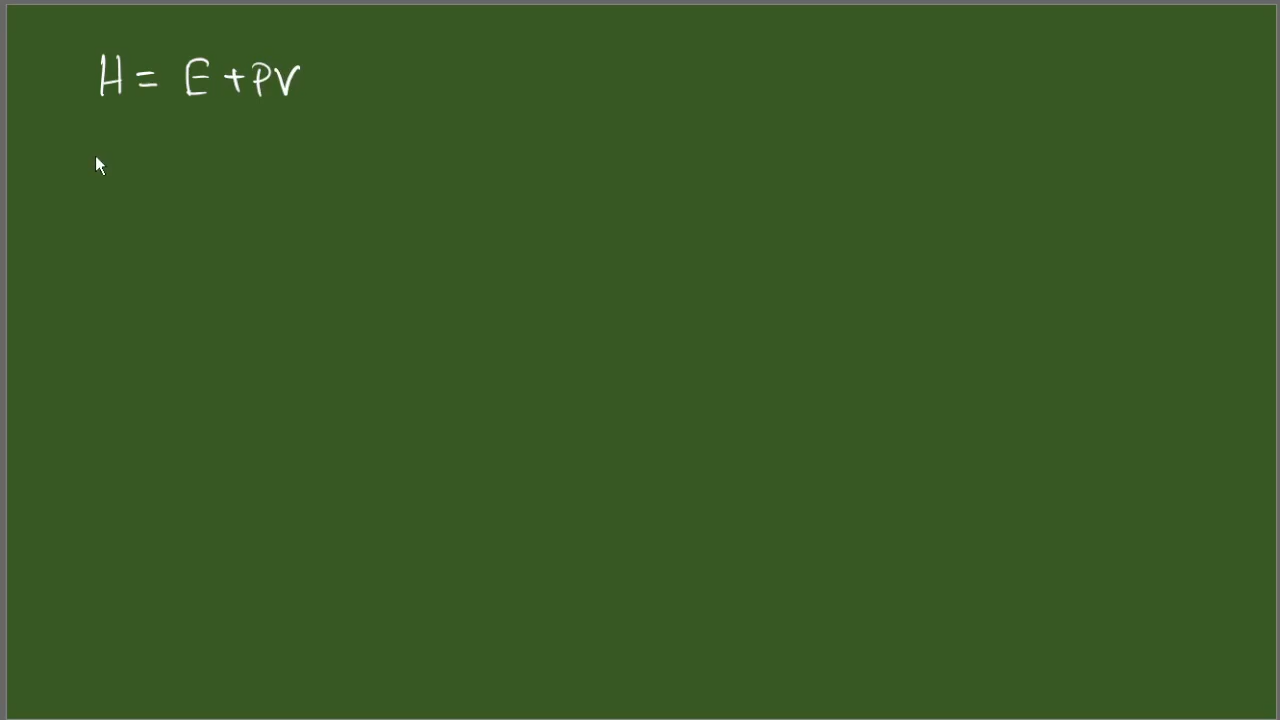 H = E + PV